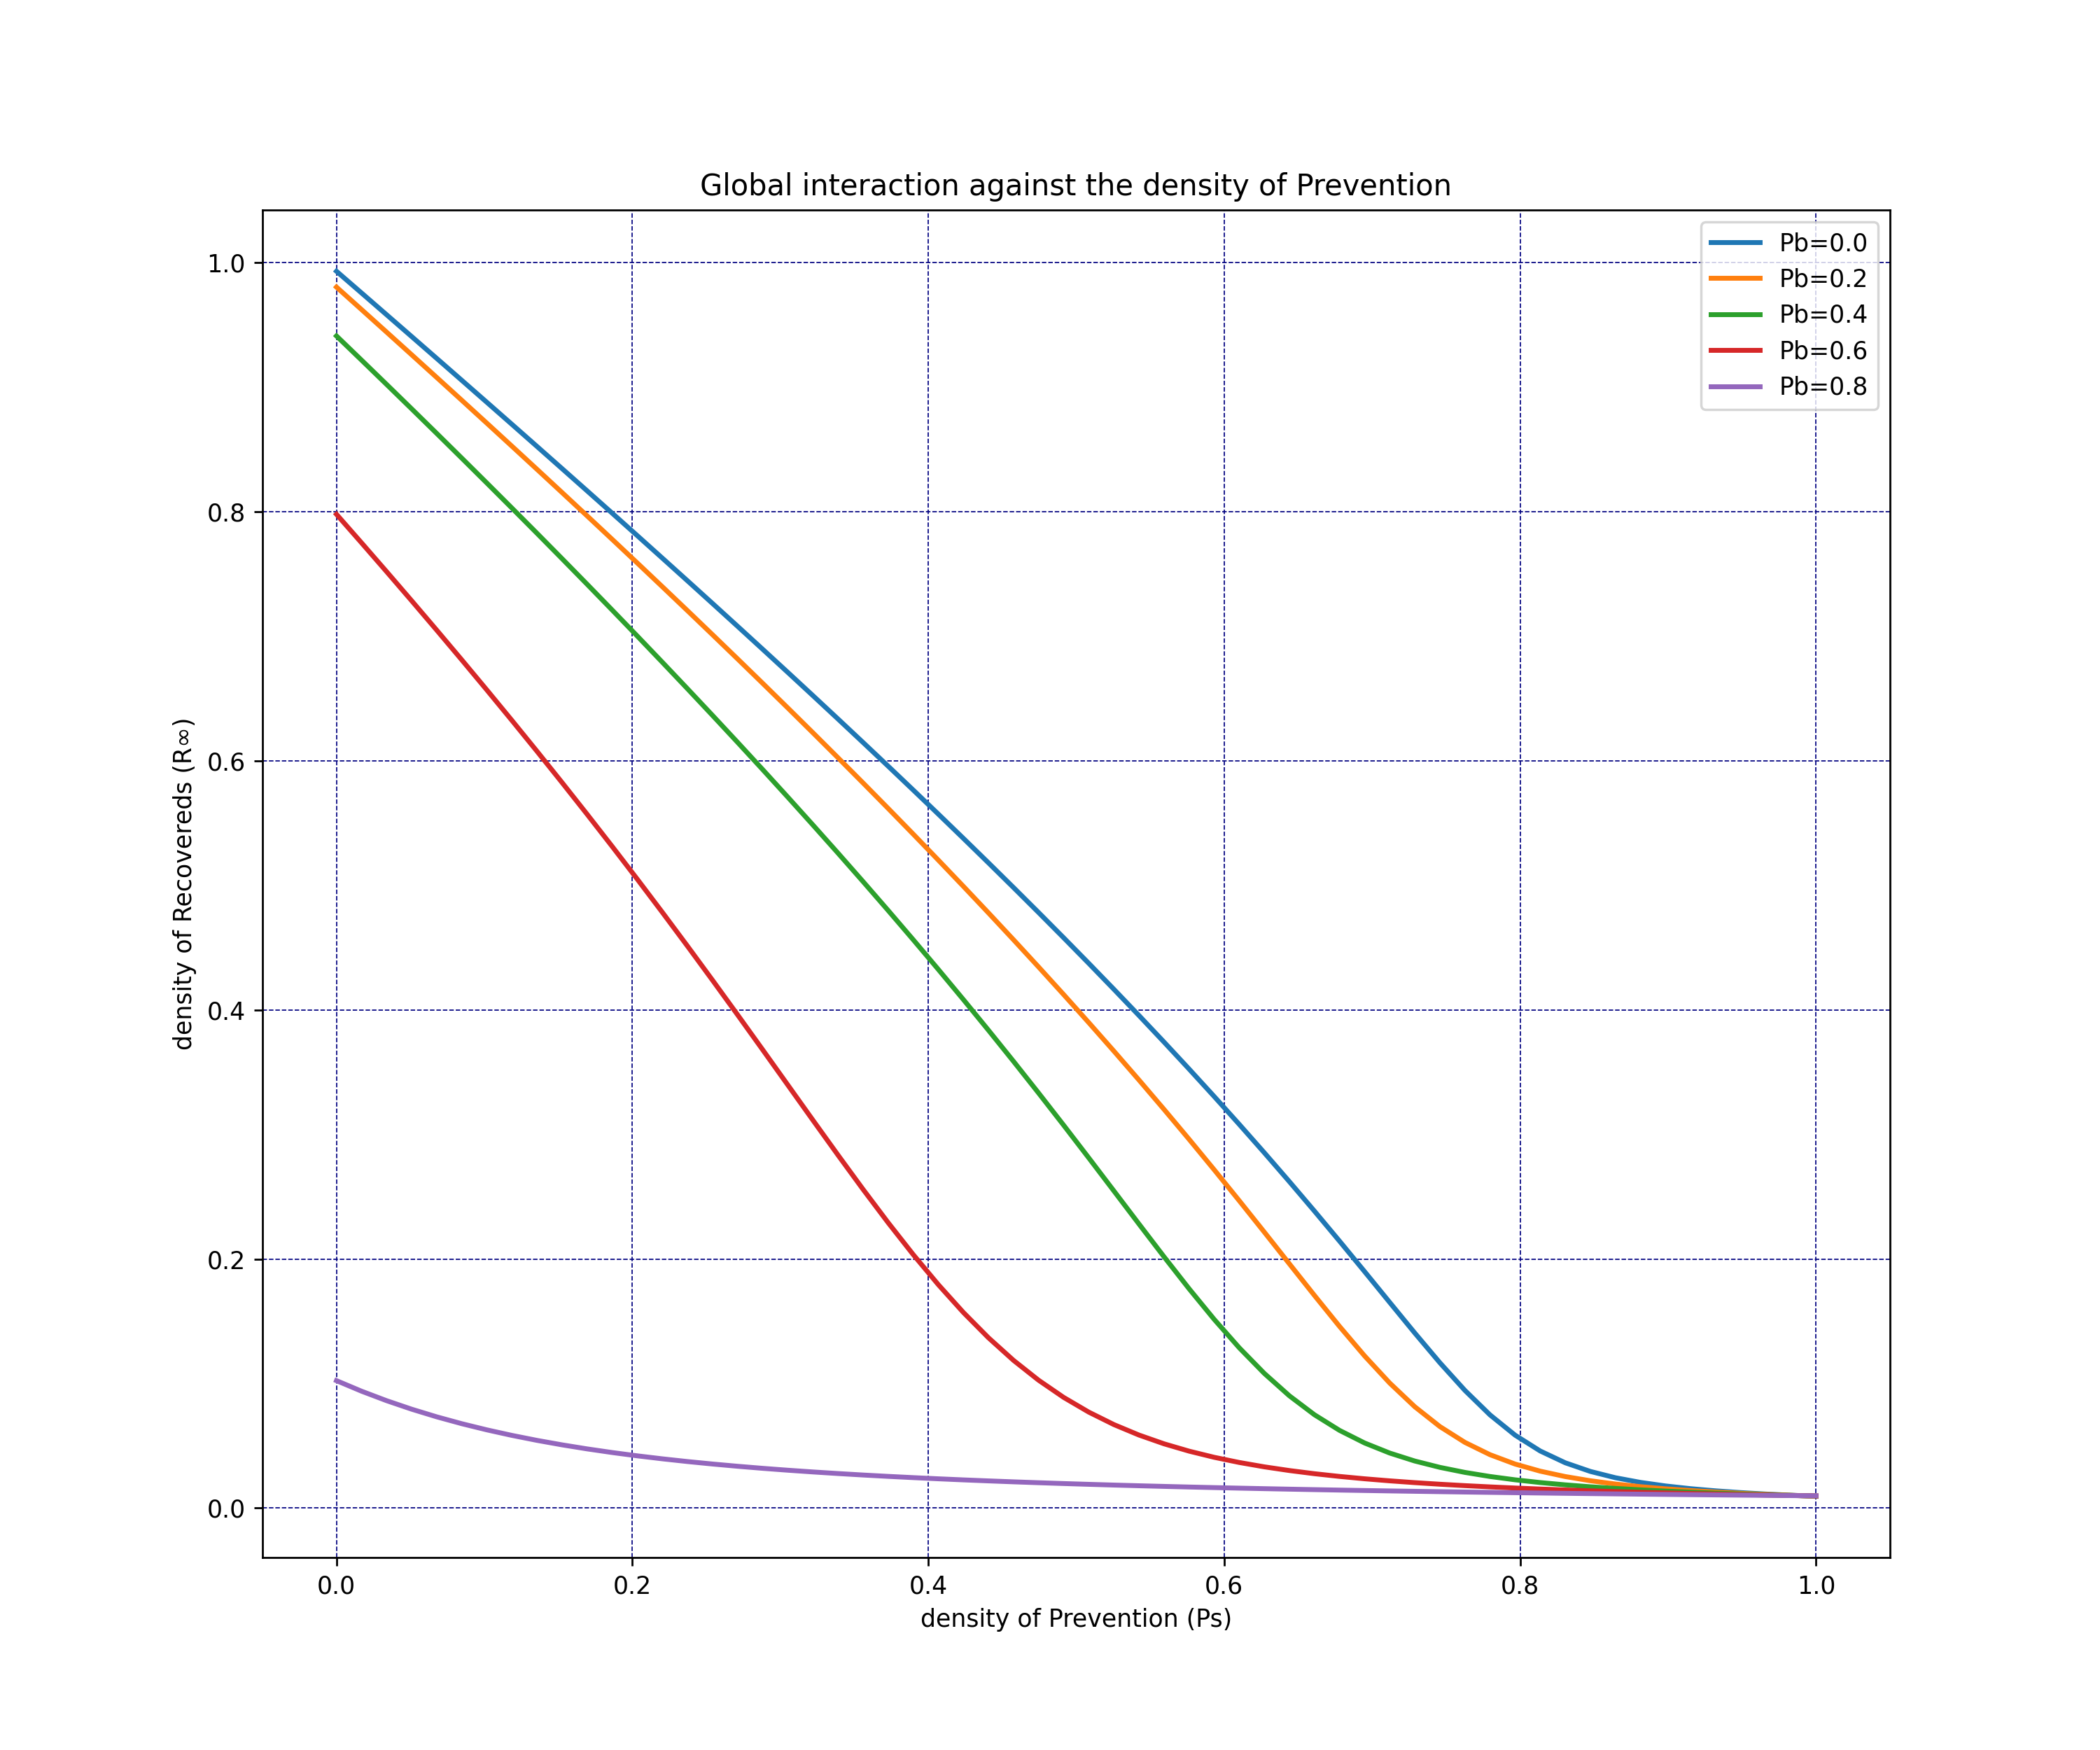 Global interaction against the density of Prevention
Pb=0.0
Pb=0.2
Pb=0.4
Pb=0.6
Pb=0.8
1.0
0.8
0.6
0.4
0.2
0.0
density of Recovereds (R∞)
0.0 0.2 0.4 0.6 0.8 1.0
density of Prevention (Ps)